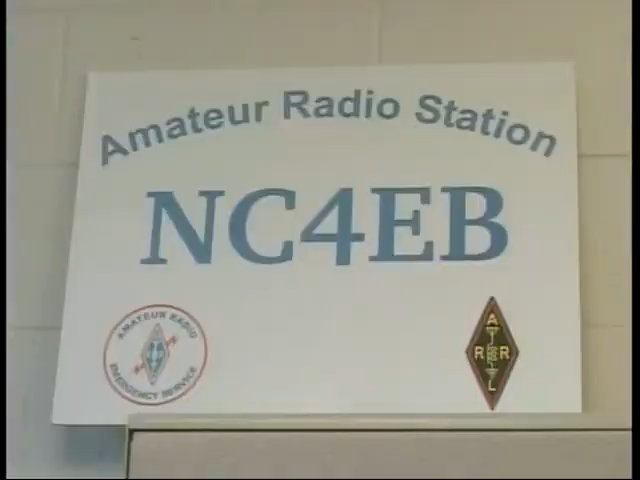 Amateur Radio Station
NC4EB
AMATEUR RADIO
EMERGENCY SERVICE
A
R R
L